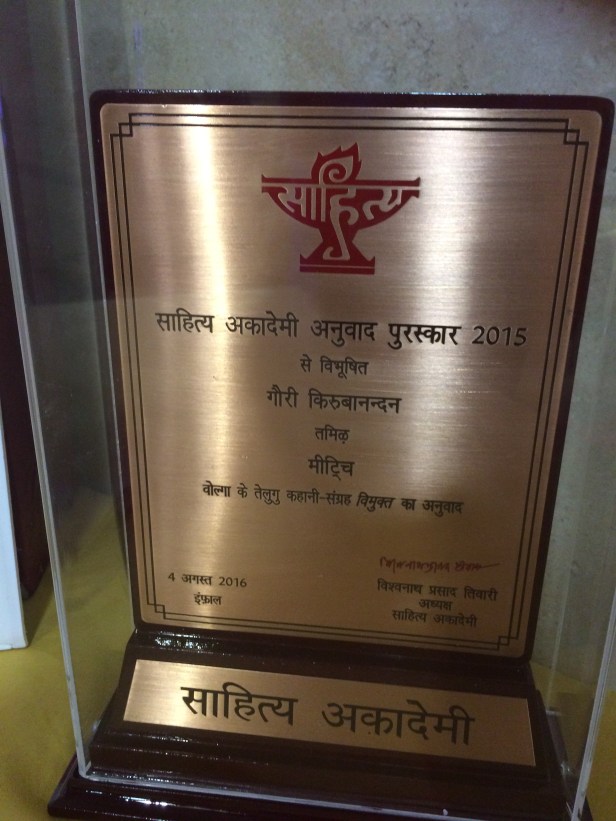 साहित्य
साहित्य अकादेमी अनुवाद पुरस्कार 2015
से विभूषित
गौरी किरुबानन्दन
तमिऴ
मीट्चि
वोल्गा के तेलुगु कहानी-संग्रह विमुक्त का अनुवाद
4 अगस्त 2016
इंफ़ाल
विश्वनाथ प्रसाद तिवारी
अध्यक्ष
साहित्य अकादेमी
साहित्य अकादेमी